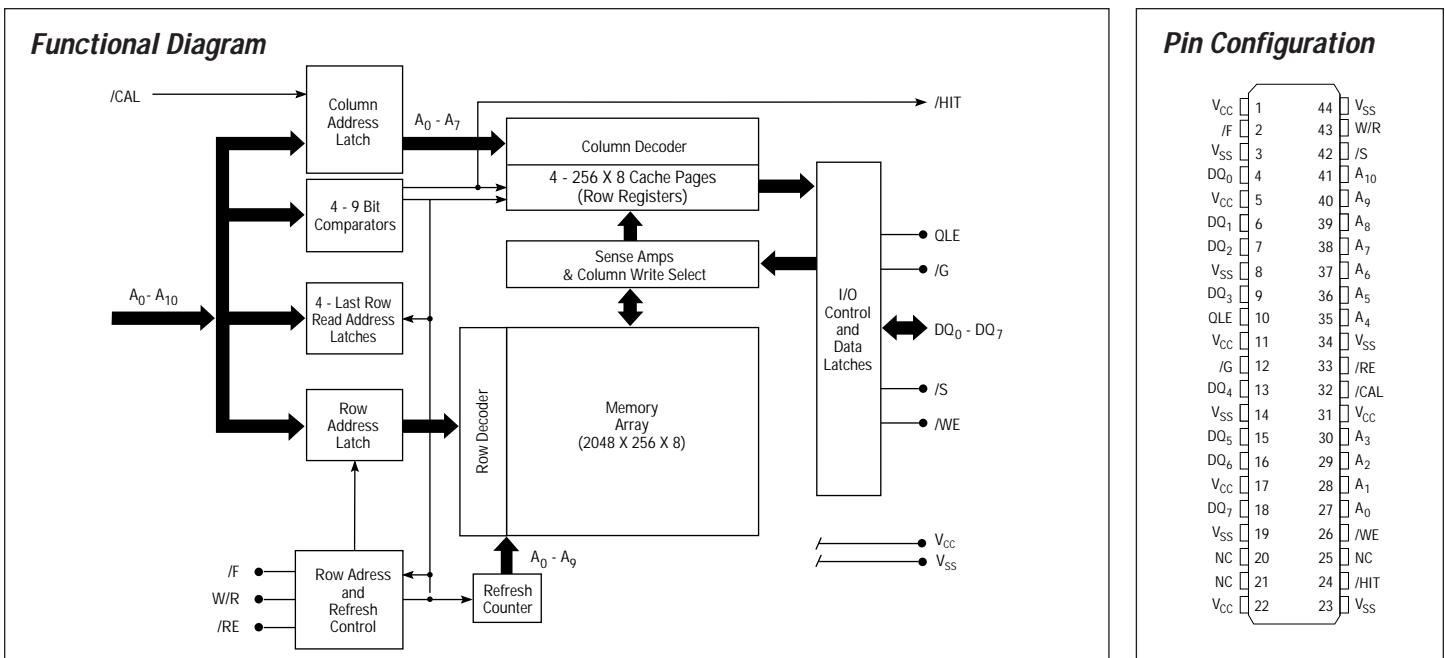 Functional Diagram
/CAL
Column
Address
Latch
A0 - A7
/HIT
Column Decoder
4 - 256 X 8 Cache Pages
(Row Registers)
4 - 9 Bit
Comparators
Sense Amps
& Column Write Select
A0- A10
4 - Last Row
Read Address
Latches
I/O
Control
and
Data
Latches
QLE
/G
DQ0 - DQ7
/S
/WE
Row
Address
Latch
Row Decoder
Memory
Array
(2048 X 256 X 8)
/F
W/R
/RE
Row Adress
and
Refresh
Control
A0 - A9
Refresh
Counter
VCC
VSS
Pin Configuration
VCC 1 44 VSS
/F 2 43 W/R
VSS 3 42 /S
DQ0 4 41 A10
VCC 5 40 A9
DQ1 6 39 A8
DQ2 7 38 A7
VSS 8 37 A6
DQ3 9 36 A5
QLE 10 35 A4
VCC 11 34 VSS
/G 12 33 /RE
DQ4 13 32 /CAL
VSS 14 31 VCC
DQ5 15 30 A3
DQ6 16 29 A2
VCC 17 28 A1
DQ7 18 27 A0
VSS 19 26 /WE
NC 20 25 NC
NC 21 24 /HIT
VCC 22 23 VSS